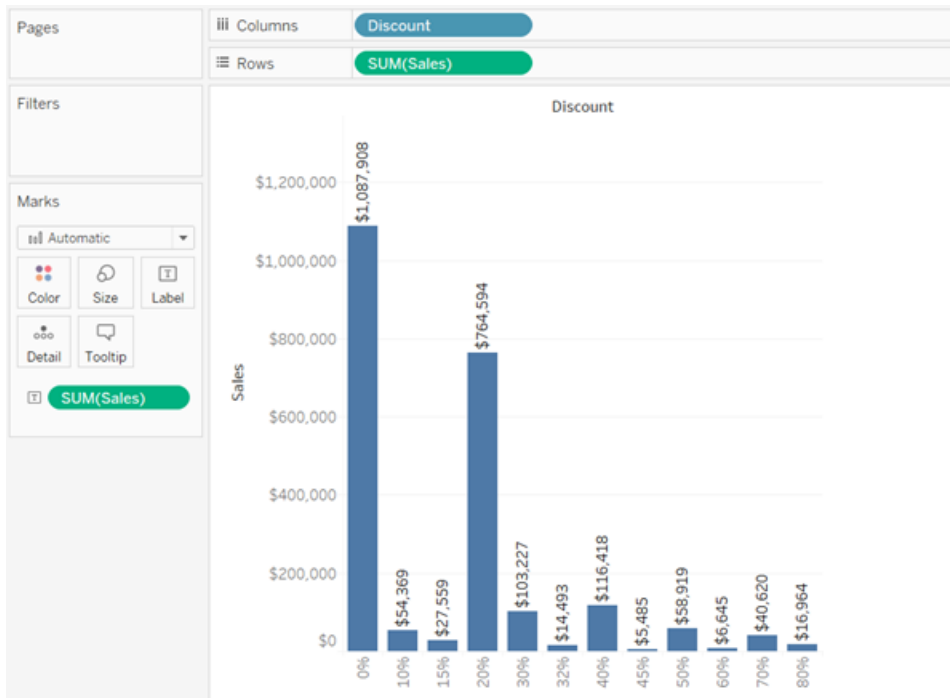 Pages
Columns
Discount
Rows
SUM(Sales)
Filters
Marks
Automatic
Color
Size
Label
Detail
Tooltip
SUM(Sales)
Discount
Sales
$1,200,000
$1,000,000
$800,000
$600,000
$400,000
$200,000
$0
$1,087,908
$54,369
$27,559
$764,594
$103,227
$14,493
$116,418
$5,485
$58,919
$6,645
$40,620
$16,964
0%
10%
15%
20%
30%
32%
40%
45%
50%
60%
70%
80%